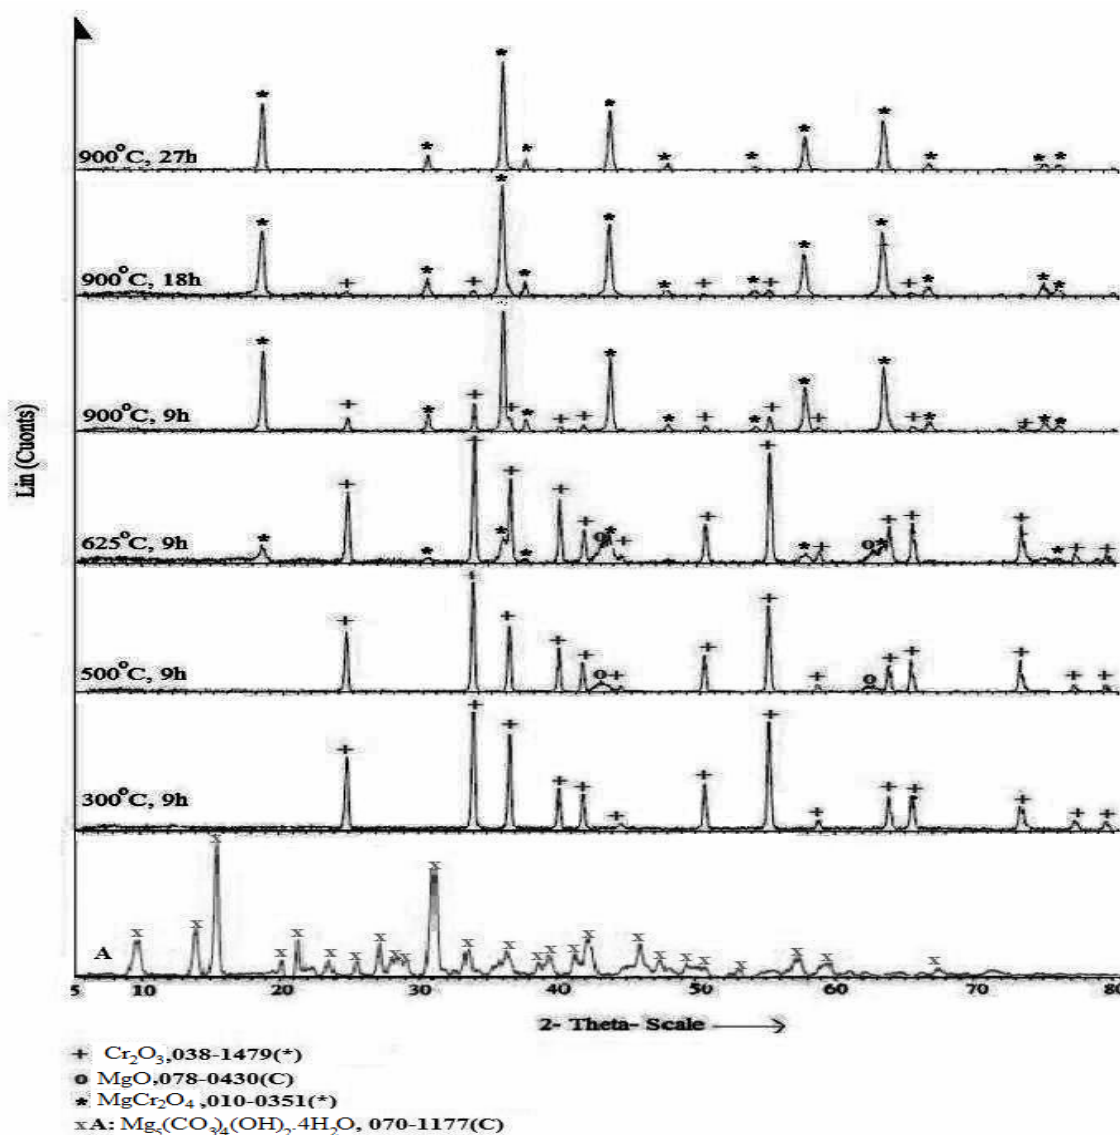 900°C, 27h
900°C, 18h
900°C, 9h
Lin (Cuonts)
625°C, 9h
500°C, 9h
300°C, 9h
A
5 10 20 30 40 50 60 70 80
2- Theta- Scale
+ Cr₂O₃,038-1479(*)
o MgO,078-0430(C)
* MgCr₂O₄,010-0351(*)
xA: Mg₅(CO₃)₄(OH)₂.4H₂O, 070-1177(C)